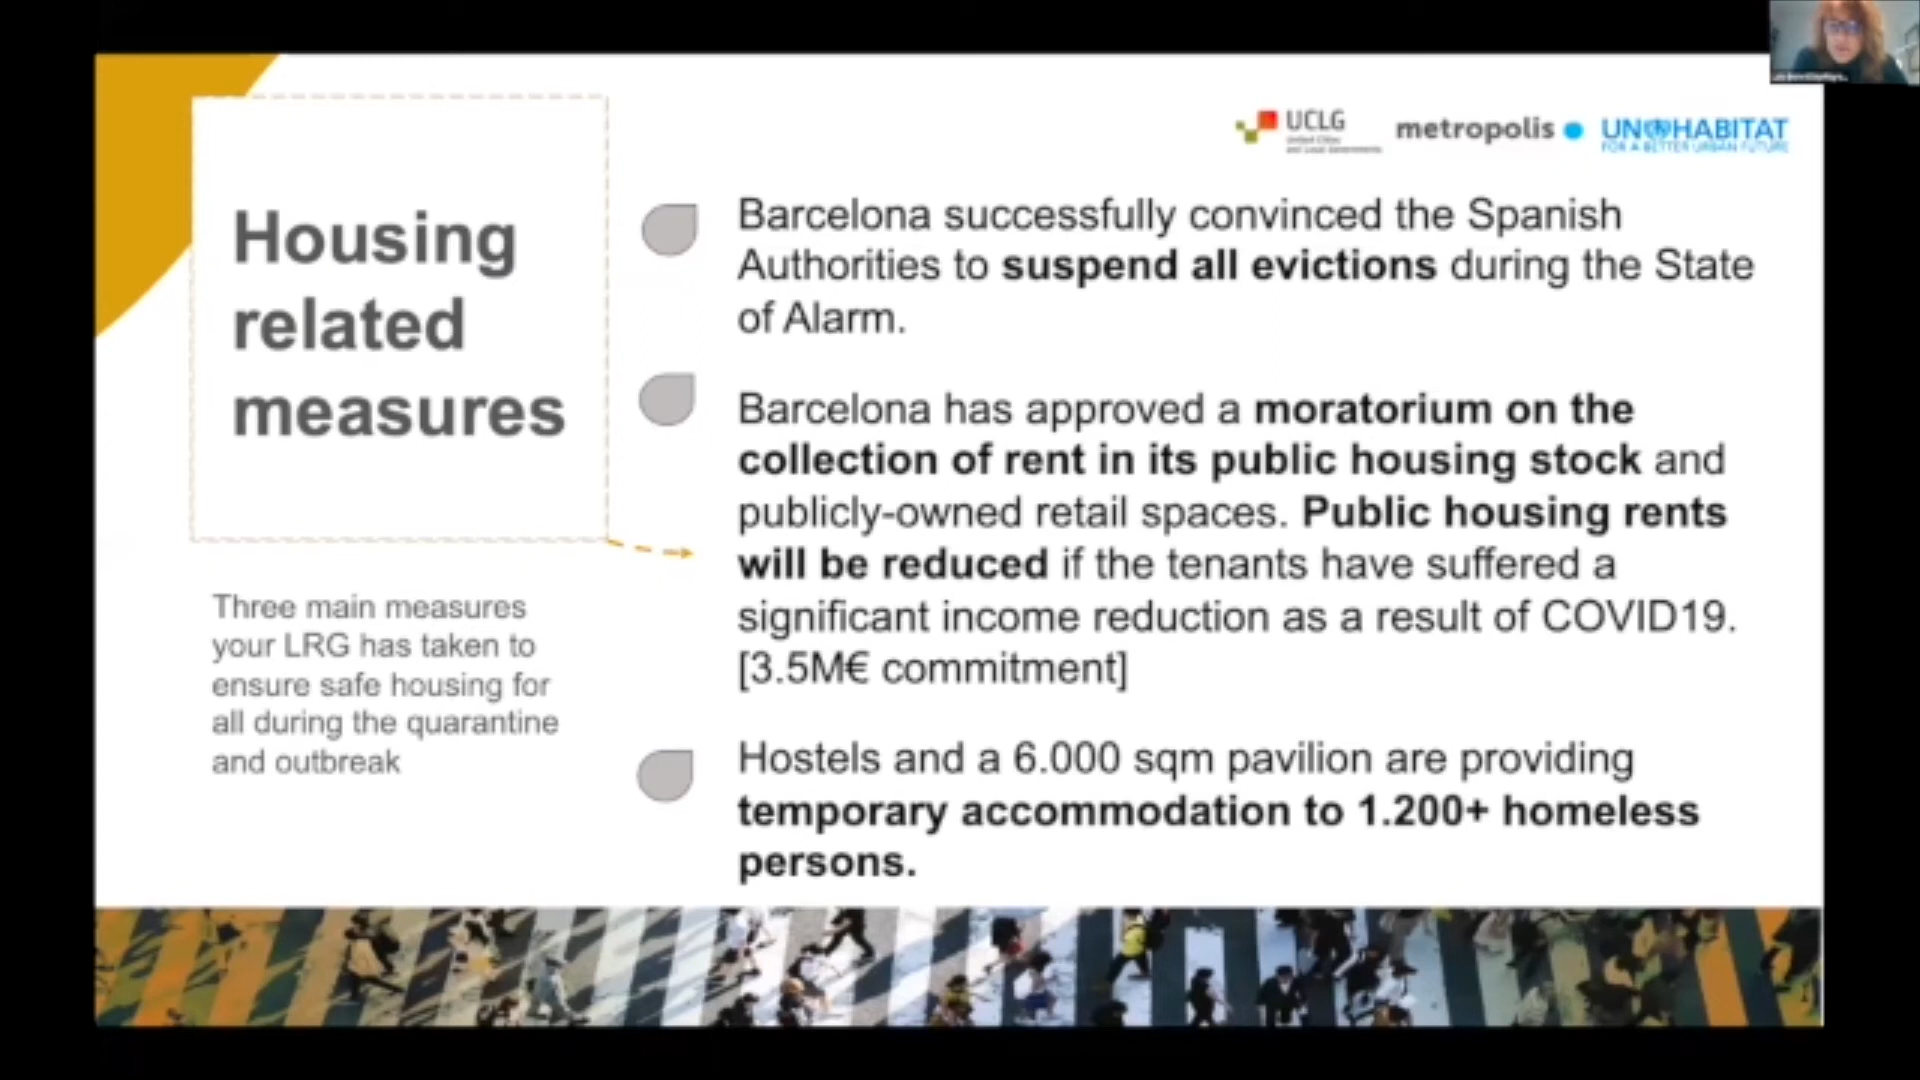 UCLG
United Cities
and Local Governments
metropolis
UN HABITAT
FOR A BETTER URBAN FUTURE
Housing
related
measures
Three main measures
your LRG has taken to
ensure safe housing for
all during the quarantine
and outbreak
Barcelona successfully convinced the Spanish
Authorities to suspend all evictions during the State
of Alarm.
Barcelona has approved a moratorium on the
collection of rent in its public housing stock and
publicly-owned retail spaces. Public housing rents
will be reduced if the tenants have suffered a
significant income reduction as a result of COVID19.
[3.5M€ commitment]
Hostels and a 6.000 sqm pavilion are providing
temporary accommodation to 1.200+ homeless
persons.